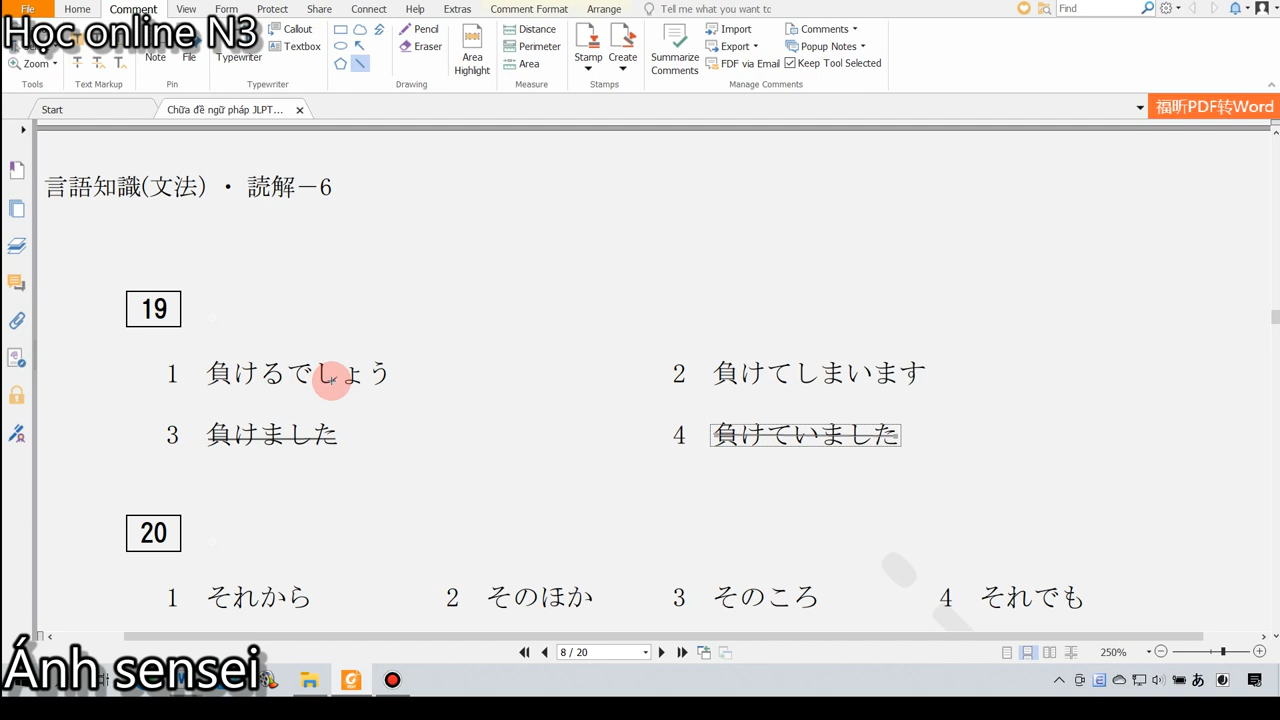 File Home Comment View Form Protect Share Connect Help Extras Comment Format Arrange Tell me what you want tc Find
Học online N3
Callout Pencil Distance Import Comments
Textbox Eraser Perimeter Export Popup Notes
Zoom Note File Typewriter Area Highlight Area Stamp Create Summarize Comments FDF via Email Keep Tool Selected
Tools Text Markup Pin Typewriter Drawing Measure Stamps Manage Comments
Start Chữa đề ngữ pháp JLPT... 福昕PDF转Word
言語知識(文法)・ 読解－6
19
1 負けるでしょう 2 負けてしまいます
3 負けました 4 負けていました
20
1 それから 2 そのほか 3 そのころ 4 それでも
8 / 20 250%
Ánh sensei
あ